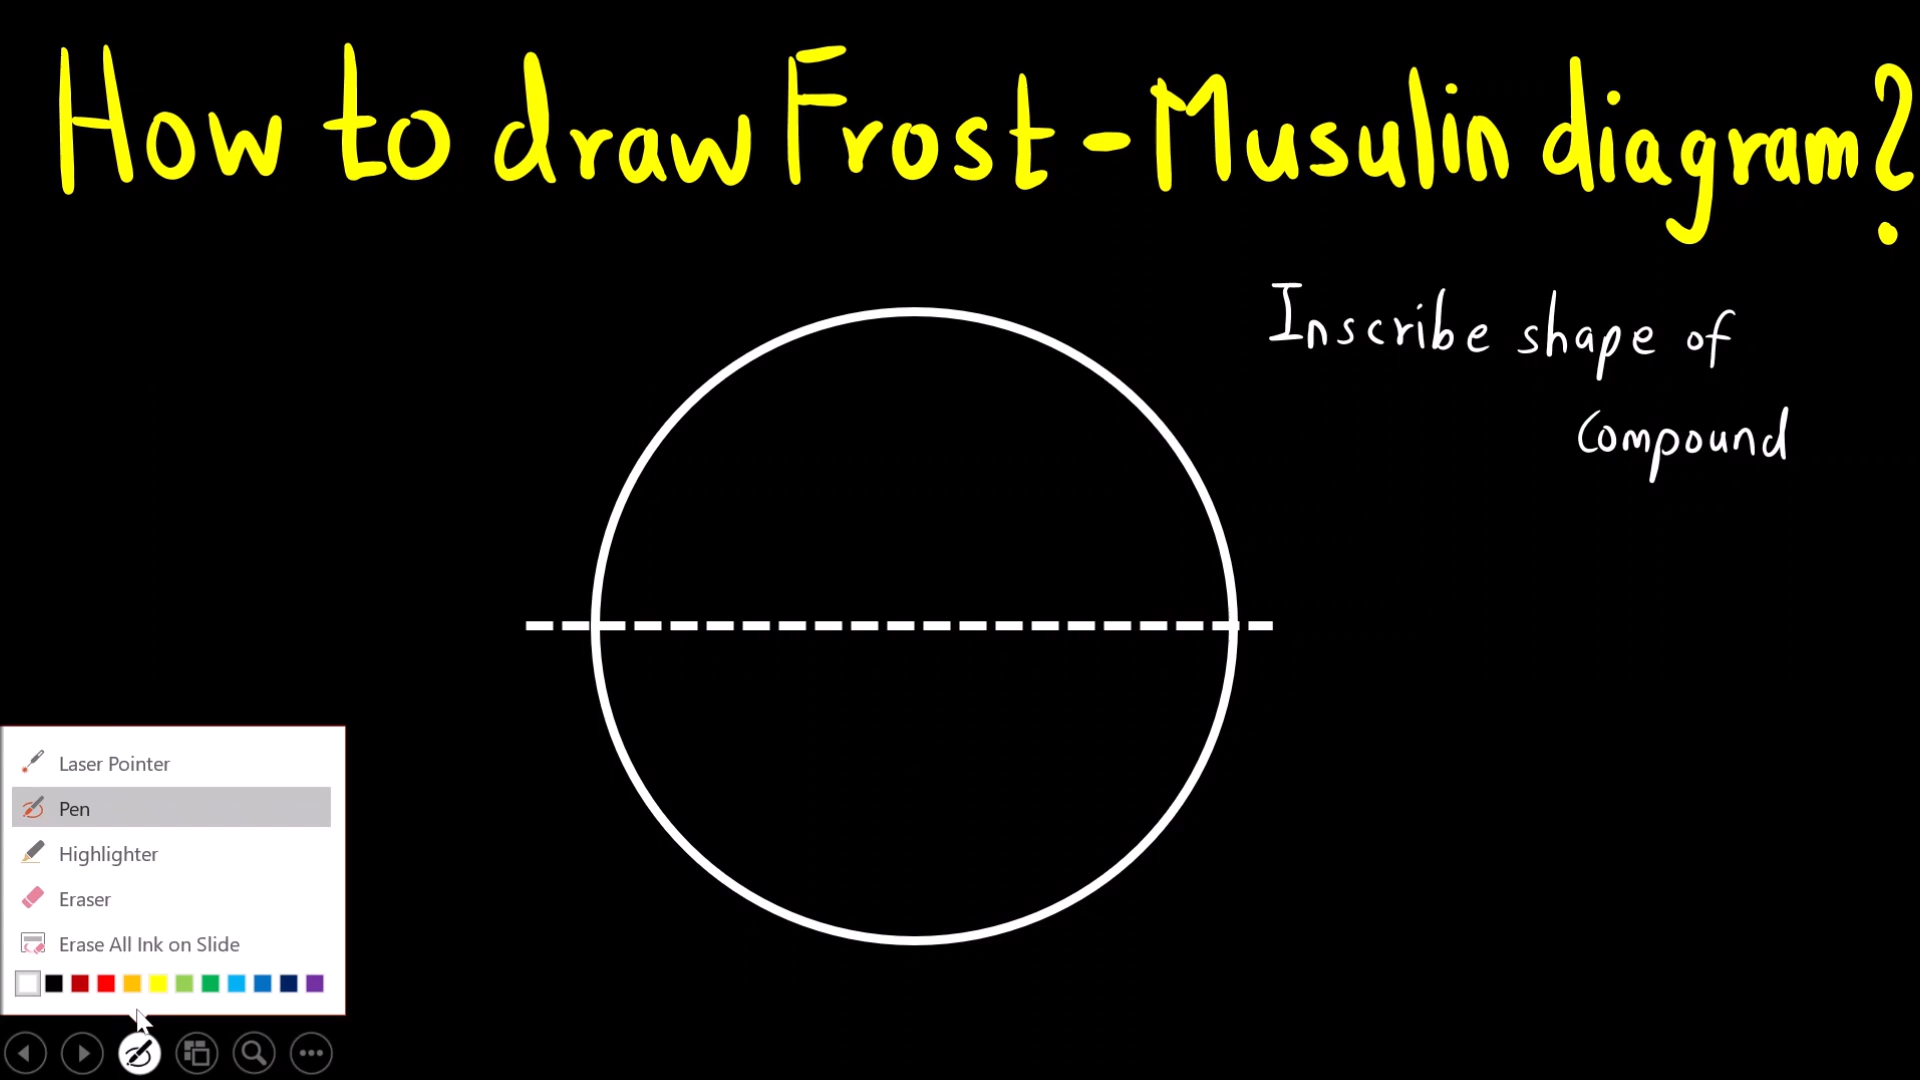 How to draw Frost-Musulin diagram?
Inscribe shape of
Compound
Laser Pointer
Pen
Highlighter
Eraser
Erase All Ink on Slide